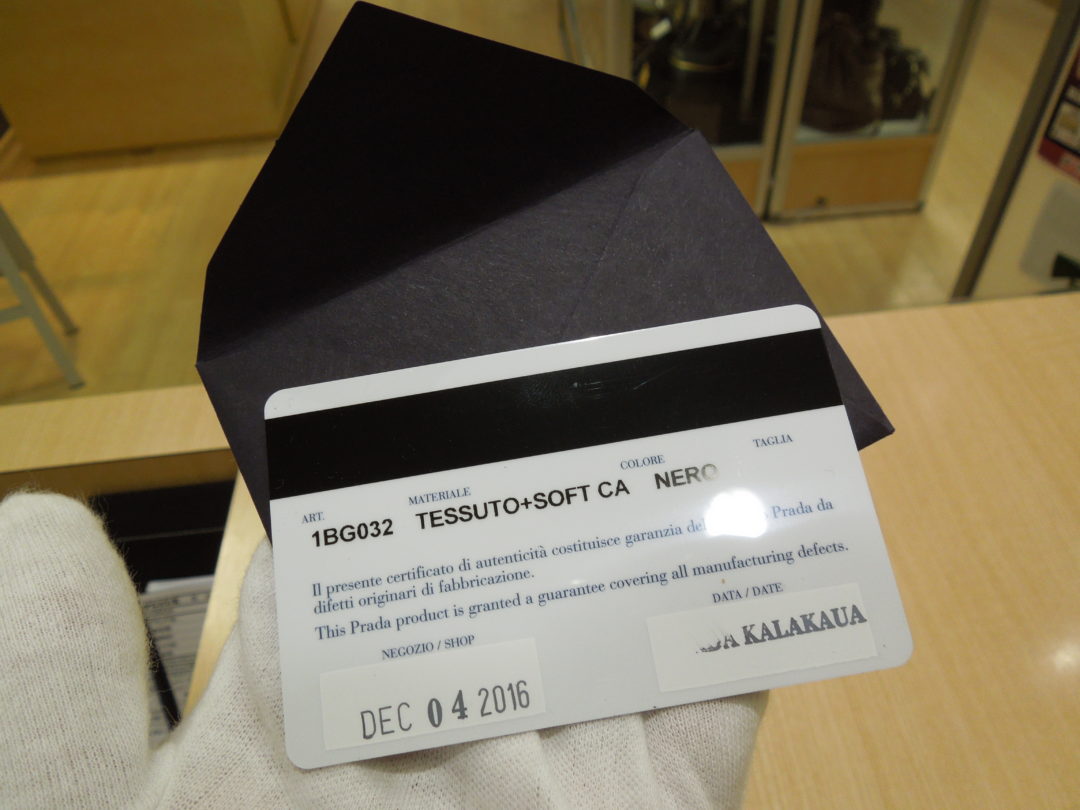 ART.
1BG032
MATERIALE
TESSUTO+SOFT CA
COLORE
NERO
TAGLIA
Il presente certificato di autenticità costituisce garanzia del Prada da
difetti originari di fabbricazione.
This Prada product is granted a guarantee covering all manufacturing defects.
NEGOZIO / SHOP
DEC 04 2016
DATA / DATE
KALAKAUA